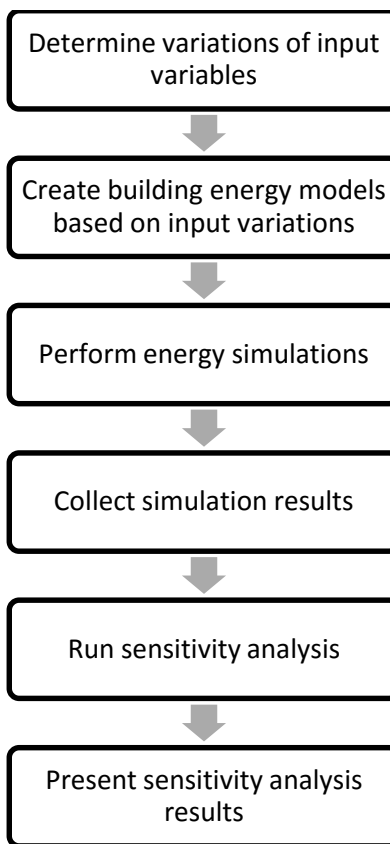 Determine variations of input
variables
Create building energy models
based on input variations
Perform energy simulations
Collect simulation results
Run sensitivity analysis
Present sensitivity analysis
results